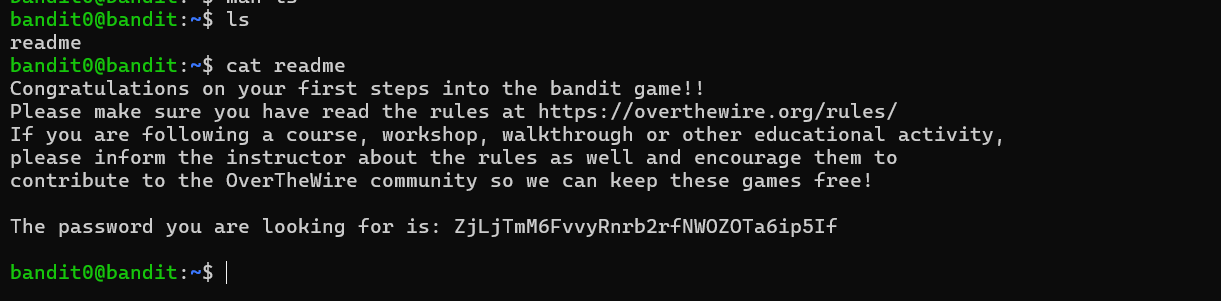 bandit0@bandit:~$ man ls
bandit0@bandit:~$ ls
readme
bandit0@bandit:~$ cat readme
Congratulations on your first steps into the bandit game!!
Please make sure you have read the rules at https://overthewire.org/rules/
If you are following a course, workshop, walkthrough or other educational activity,
please inform the instructor about the rules as well and encourage them to
contribute to the OverTheWire community so we can keep these games free!
The password you are looking for is: ZjLjTmM6FvvyRnrb2rfNWOZOTa6ip5If
bandit0@bandit:~$